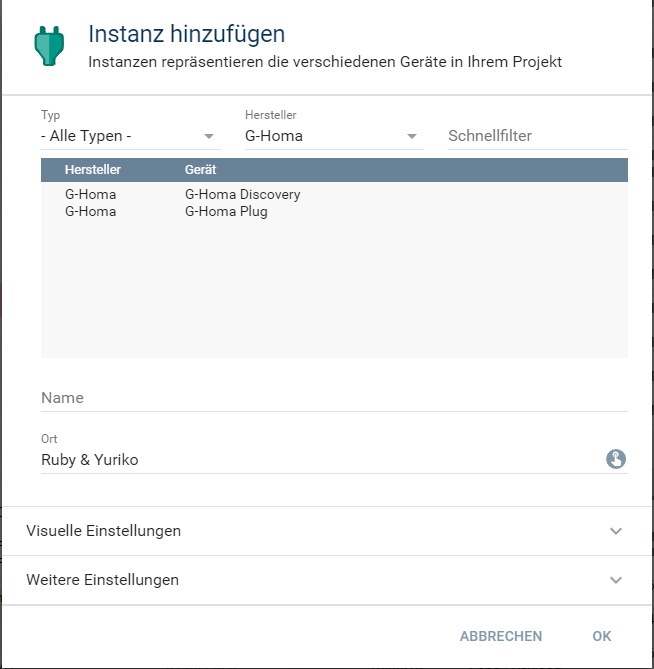 Instanz hinzufügen
Instanzen repräsentieren die verschiedenen Geräte in Ihrem Projekt
Typ Hersteller
- Alle Typen - G-Homa Schnellfilter
Hersteller Gerät
G-Homa G-Homa Discovery
G-Homa G-Homa Plug
Name
Ort
Ruby & Yuriko
Visuelle Einstellungen
Weitere Einstellungen
ABBRECHEN OK